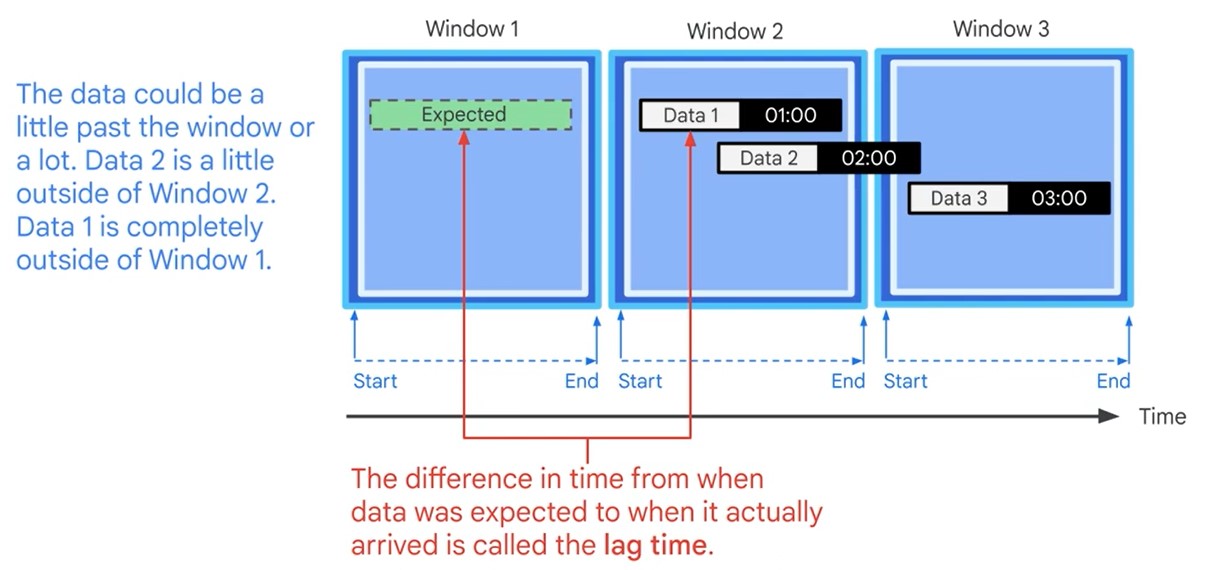 Window 1
Window 2
Window 3
The data could be a
little past the window or
a lot. Data 2 is a little
outside of Window 2.
Data 1 is completely
outside of Window 1.
Expected
Data 1
01:00
Data 2
02:00
Data 3
03:00
Start
End
Start
End
Start
End
Time
The difference in time from when
data was expected to when it actually
arrived is called the lag time.